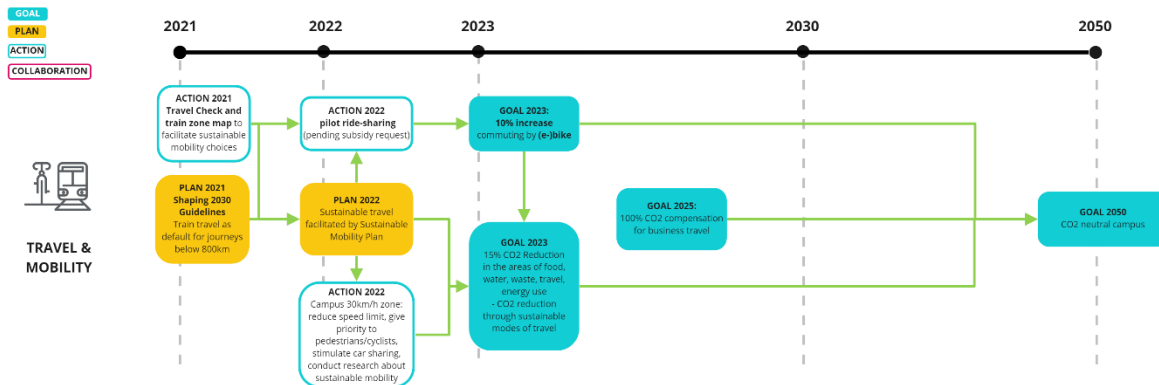 GOAL
PLAN
ACTION
COLLABORATION
2021
2022
2023
2030
2050
TRAVEL &
MOBILITY
ACTION 2021
Travel Check and
train zone map to
facilitate sustainable
mobility choices
PLAN 2021
Shaping 2030
Guidelines
Train travel as
default for journeys
below 800km
ACTION 2022
pilot ride-sharing
(pending subsidy request)
PLAN 2022
Sustainable travel
facilitated by Sustainable
Mobility Plan
ACTION 2022
Campus 30km/h zone:
reduce speed limit, give
priority to
pedestrians/cyclists,
stimulate car sharing,
conduct research about
sustainable mobility
GOAL 2023:
10% increase
commuting by (e-)bike
GOAL 2023
15% CO2 Reduction
in the areas of food,
water, waste, travel,
energy use
- CO2 reduction
through sustainable
modes of travel
GOAL 2025:
100% CO2 compensation
for business travel
GOAL 2050
CO2 neutral campus